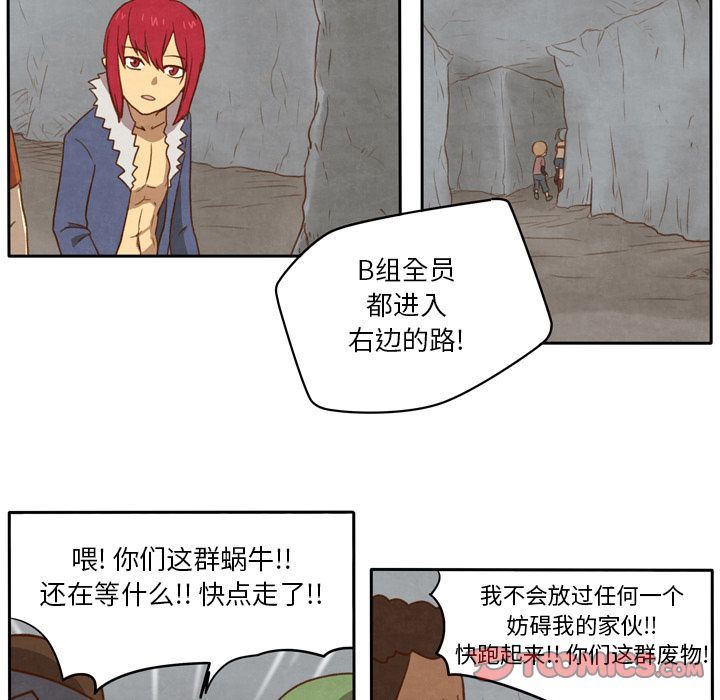 B组全员
都进入
右边的路!
喂! 你们这群蜗牛!!
还在等什么!! 快点走了!!
我不会放过任何一个
妨碍我的家伙!!
快跑起来!! 你们这群废物!
TOOMICS.COM